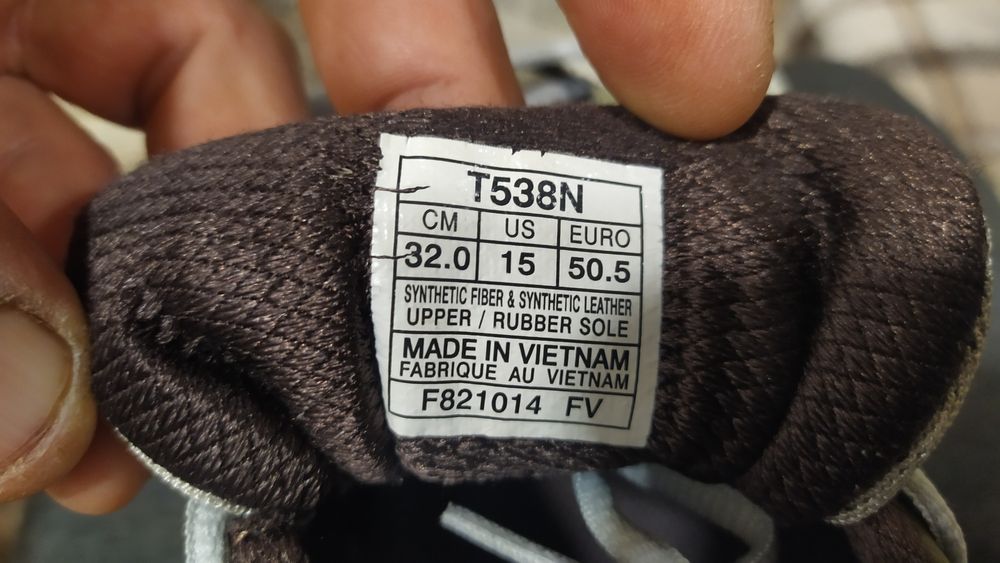 T538N
CM US EURO
32.0 15 50.5
SYNTHETIC FIBER & SYNTHETIC LEATHER
UPPER / RUBBER SOLE
MADE IN VIETNAM
FABRIQUE AU VIETNAM
F821014 FV